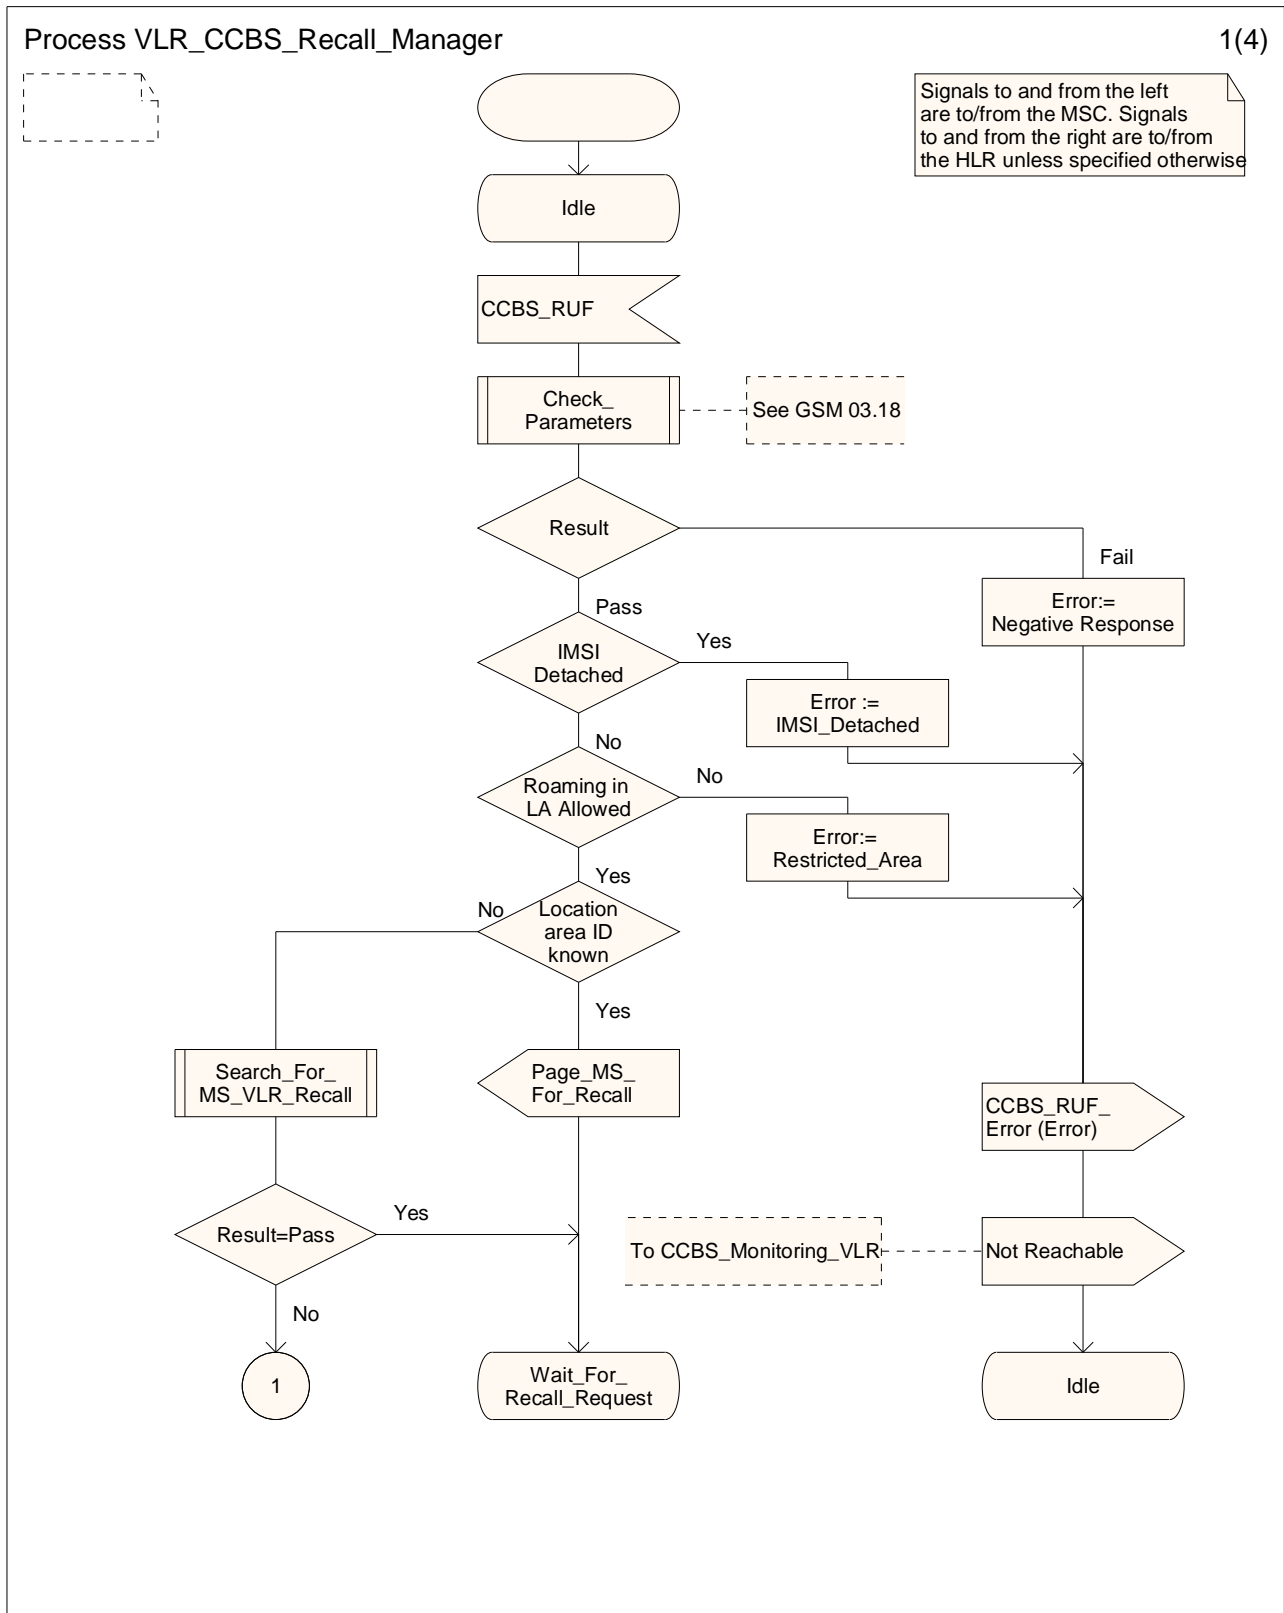 Process VLR_CCBS_Recall_Manager
1(4)
Signals to and from the left
are to/from the MSC. Signals
to and from the right are to/from
the HLR unless specified otherwise
Idle
CCBS_RUF
Check_
Parameters
See GSM 03.18
Result
Fail
Error:=
Negative Response
Pass
IMSI
Detached
Yes
Error :=
IMSI_Detached
No
Roaming in
LA Allowed
No
Error:=
Restricted_Area
Yes
No
Location
area ID
known
Yes
Search_For_
MS_VLR_Recall
Page_MS_
For_Recall
CCBS_RUF_
Error (Error)
Result=Pass
Yes
To CCBS_Monitoring_VLR
Not Reachable
No
1
Wait_For_
Recall_Request
Idle